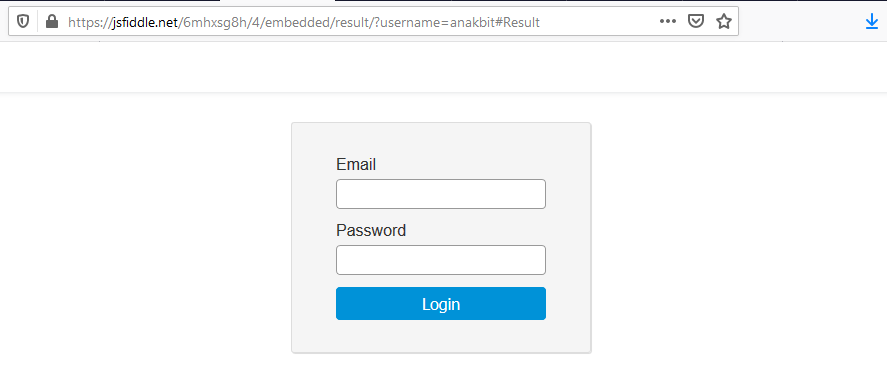 https://jsfiddle.net/6mhxsg8h/4/embedded/result/?username=anakbit#Result
Email
Password
Login